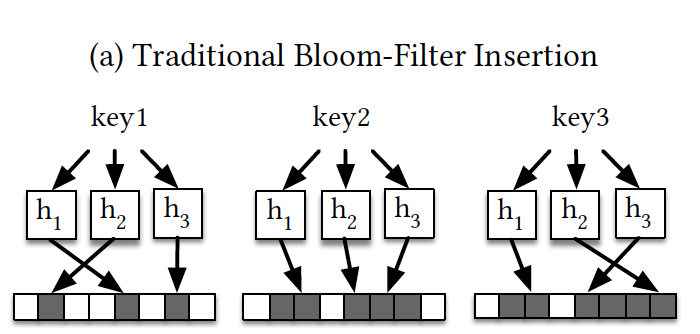 (a) Traditional Bloom-Filter Insertion
key1 key2 key3
h1 h2 h3 h1 h2 h3 h1 h2 h3